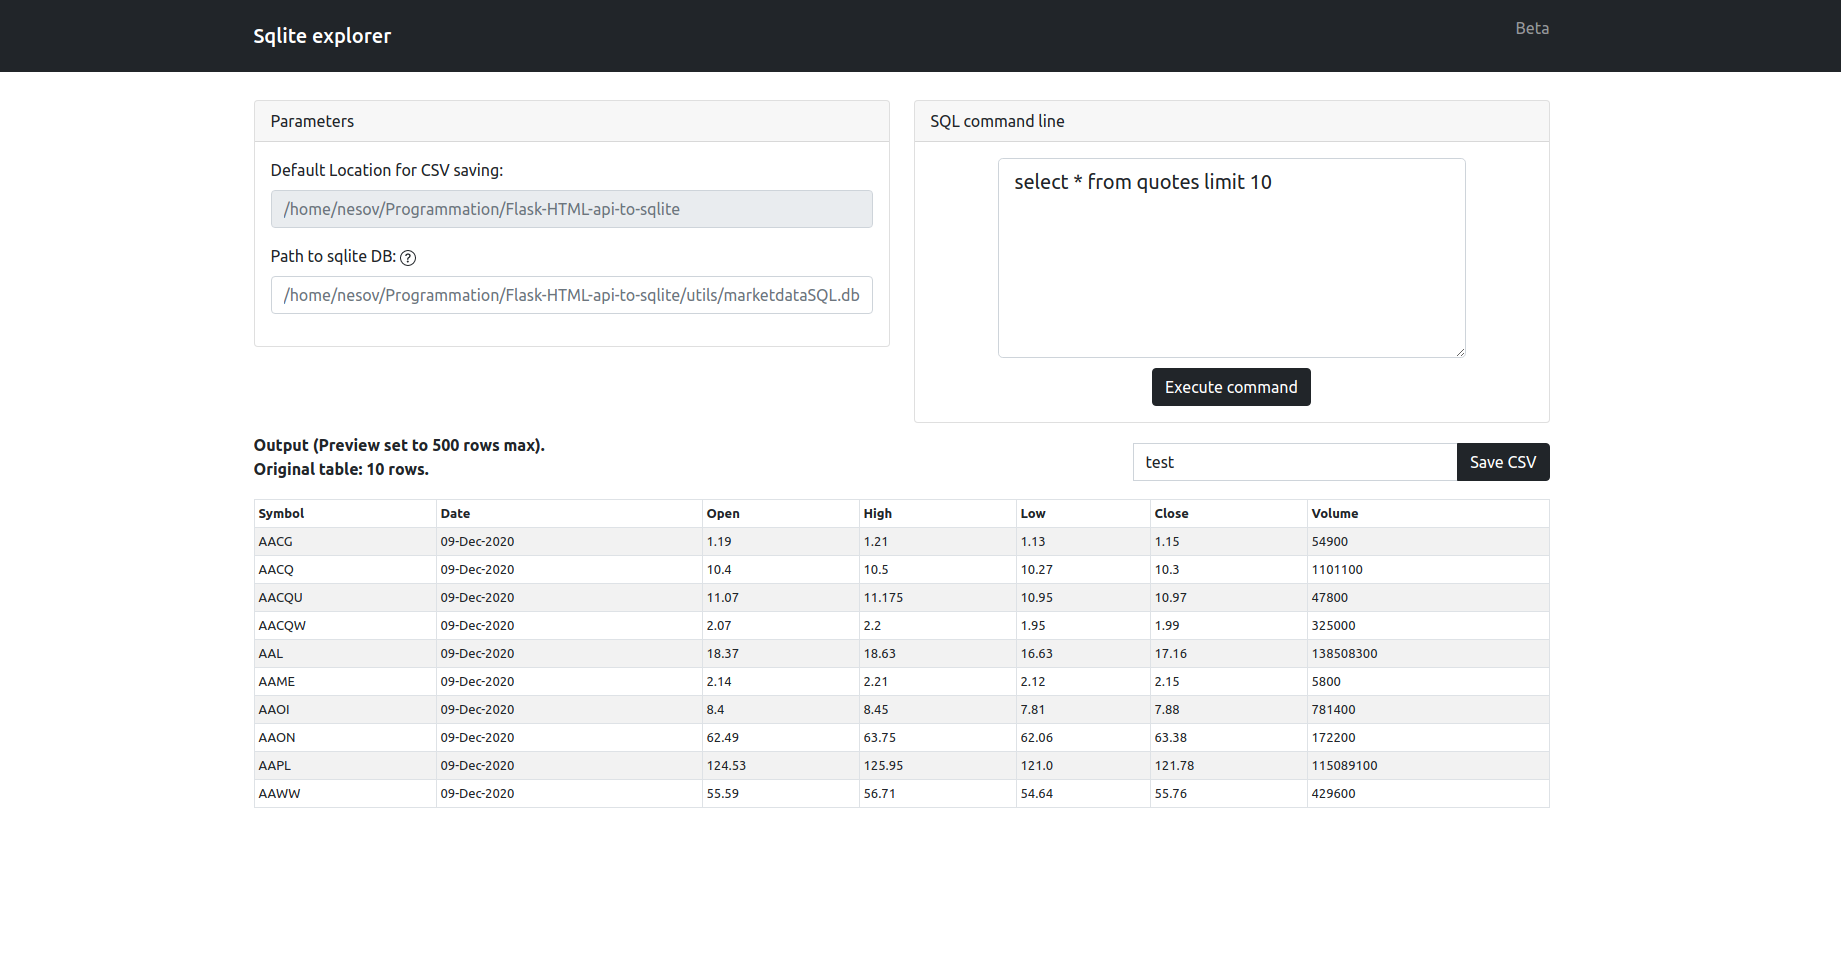 Sqlite explorer
Beta
Parameters
Default Location for CSV saving:
/home/nesov/Programmation/Flask-HTML-api-to-sqlite
Path to sqlite DB: ?
/home/nesov/Programmation/Flask-HTML-api-to-sqlite/utils/marketdataSQL.db
SQL command line
select * from quotes limit 10
Execute command
Output (Preview set to 500 rows max).
Original table: 10 rows.
test
Save CSV
Symbol Date Open High Low Close Volume
AACG 09-Dec-2020 1.19 1.21 1.13 1.15 54900
AACQ 09-Dec-2020 10.4 10.5 10.27 10.3 1101100
AACQU 09-Dec-2020 11.07 11.175 10.95 10.97 47800
AACQW 09-Dec-2020 2.07 2.2 1.95 1.99 325000
AAL 09-Dec-2020 18.37 18.63 16.63 17.16 138508300
AAME 09-Dec-2020 2.14 2.21 2.12 2.15 5800
AAOI 09-Dec-2020 8.4 8.45 7.81 7.88 781400
AAON 09-Dec-2020 62.49 63.75 62.06 63.38 172200
AAPL 09-Dec-2020 124.53 125.95 121.0 121.78 115089100
AAWW 09-Dec-2020 55.59 56.71 54.64 55.76 429600